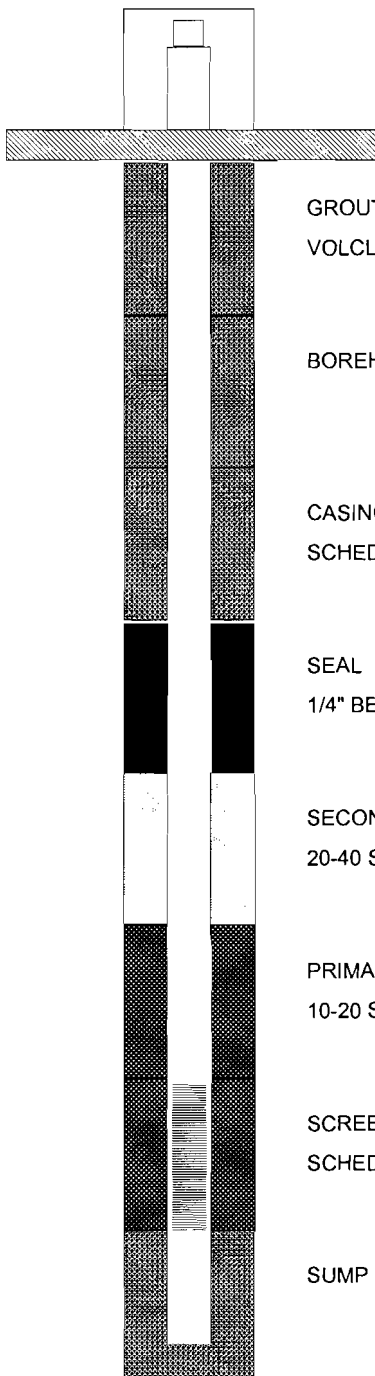 GROUT
VOLCL
BOREH
CASING
SCHED
SEAL
1/4" BE
SECON
20-40 S
PRIMA
10-20 S
SCREE
SCHED
SUMP